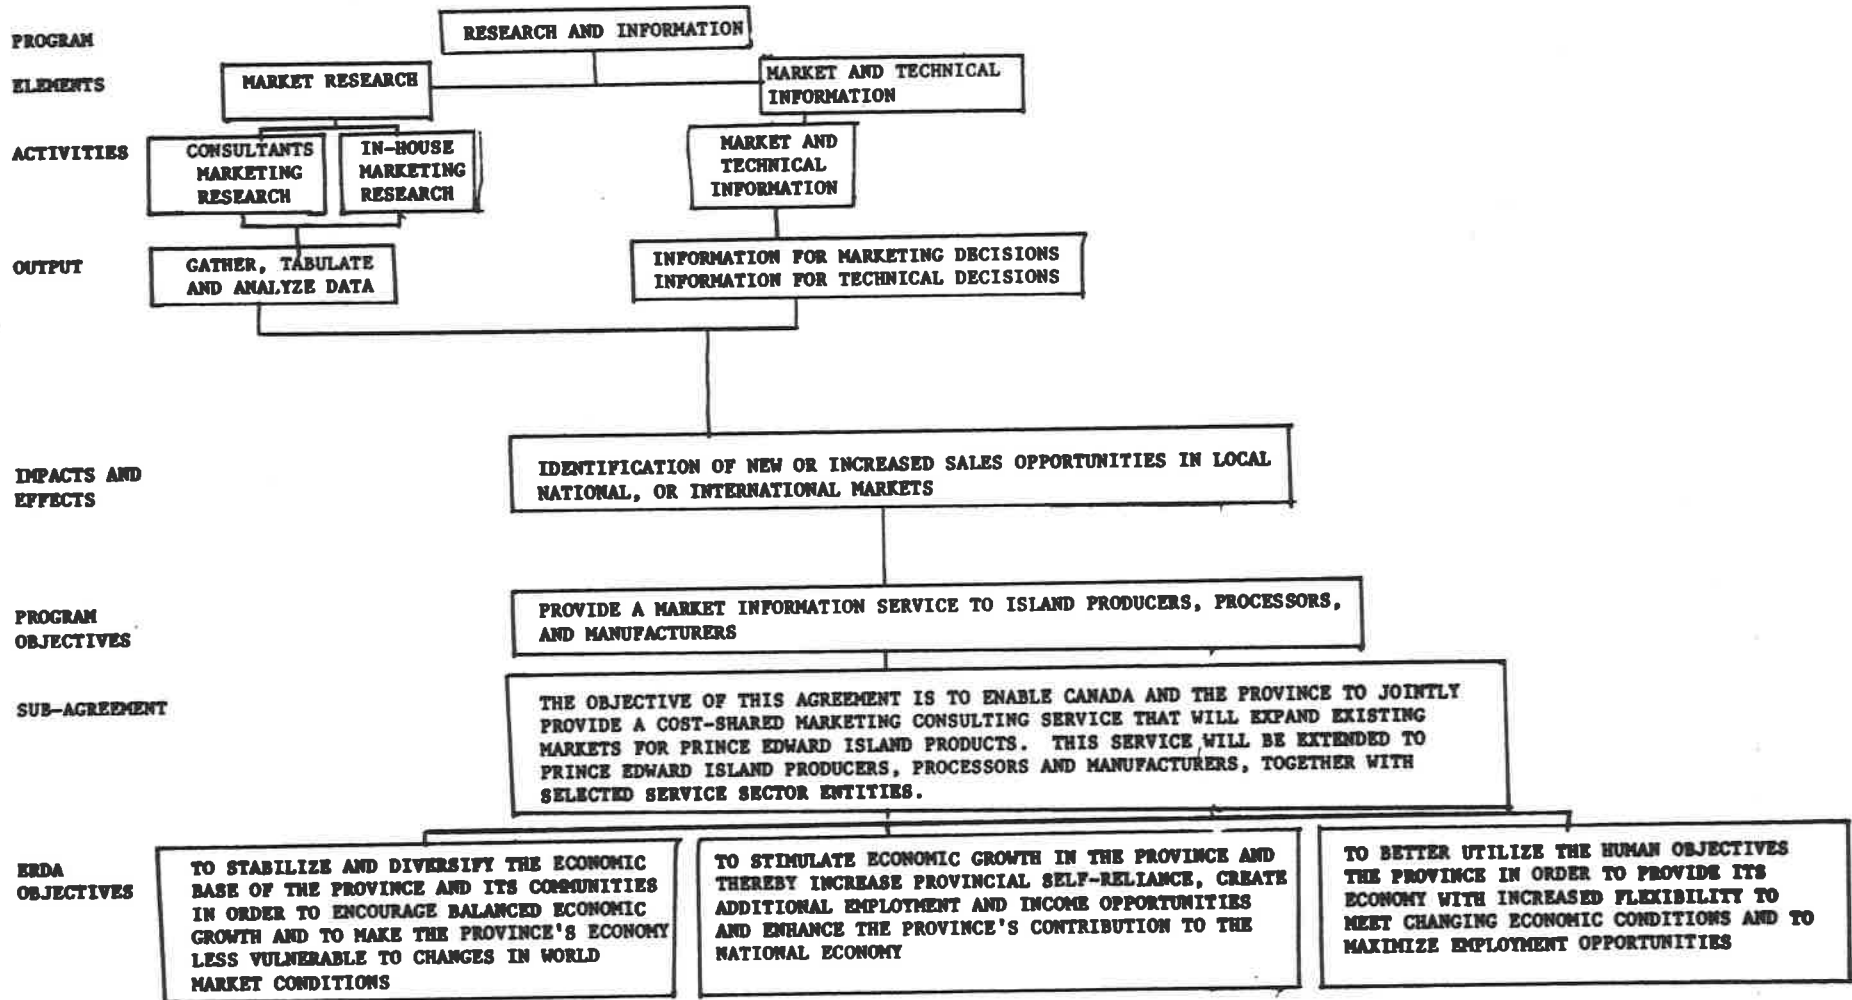 PROGRAM
RESEARCH AND INFORMATION
ELEMENTS
MARKET RESEARCH
MARKET AND TECHNICAL
INFORMATION
ACTIVITIES
CONSULTANTS
MARKETING
RESEARCH
IN-HOUSE
MARKETING
RESEARCH
MARKET AND
TECHNICAL
INFORMATION
OUTPUT
GATHER, TABULATE
AND ANALYZE DATA
INFORMATION FOR MARKETING DECISIONS
INFORMATION FOR TECHNICAL DECISIONS
IMPACTS AND
EFFECTS
IDENTIFICATION OF NEW OR INCREASED SALES OPPORTUNITIES IN LOCAL
NATIONAL, OR INTERNATIONAL MARKETS
PROGRAM
OBJECTIVES
PROVIDE A MARKET INFORMATION SERVICE TO ISLAND PRODUCERS, PROCESSORS,
AND MANUFACTURERS
SUB-AGREEMENT
THE OBJECTIVE OF THIS AGREEMENT IS TO ENABLE CANADA AND THE PROVINCE TO JOINTLY
PROVIDE A COST-SHARED MARKETING CONSULTING SERVICE THAT WILL EXPAND EXISTING
MARKETS FOR PRINCE EDWARD ISLAND PRODUCTS. THIS SERVICE WILL BE EXTENDED TO
PRINCE EDWARD ISLAND PRODUCERS, PROCESSORS AND MANUFACTURERS, TOGETHER WITH
SELECTED SERVICE SECTOR ENTITIES.
ERDA
OBJECTIVES
TO STABILIZE AND DIVERSIFY THE ECONOMIC
BASE OF THE PROVINCE AND ITS COMMUNITIES
IN ORDER TO ENCOURAGE BALANCED ECONOMIC
GROWTH AND TO MAKE THE PROVINCE'S ECONOMY
LESS VULNERABLE TO CHANGES IN WORLD
MARKET CONDITIONS
TO STIMULATE ECONOMIC GROWTH IN THE PROVINCE AND
THEREBY INCREASE PROVINCIAL SELF-RELIANCE, CREATE
ADDITIONAL EMPLOYMENT AND INCOME OPPORTUNITIES
AND ENHANCE THE PROVINCE'S CONTRIBUTION TO THE
NATIONAL ECONOMY
TO BETTER UTILIZE THE HUMAN OBJECTIVES
THE PROVINCE IN ORDER TO PROVIDE ITS
ECONOMY WITH INCREASED FLEXIBILITY TO
MEET CHANGING ECONOMIC CONDITIONS AND TO
MAXIMIZE EMPLOYMENT OPPORTUNITIES